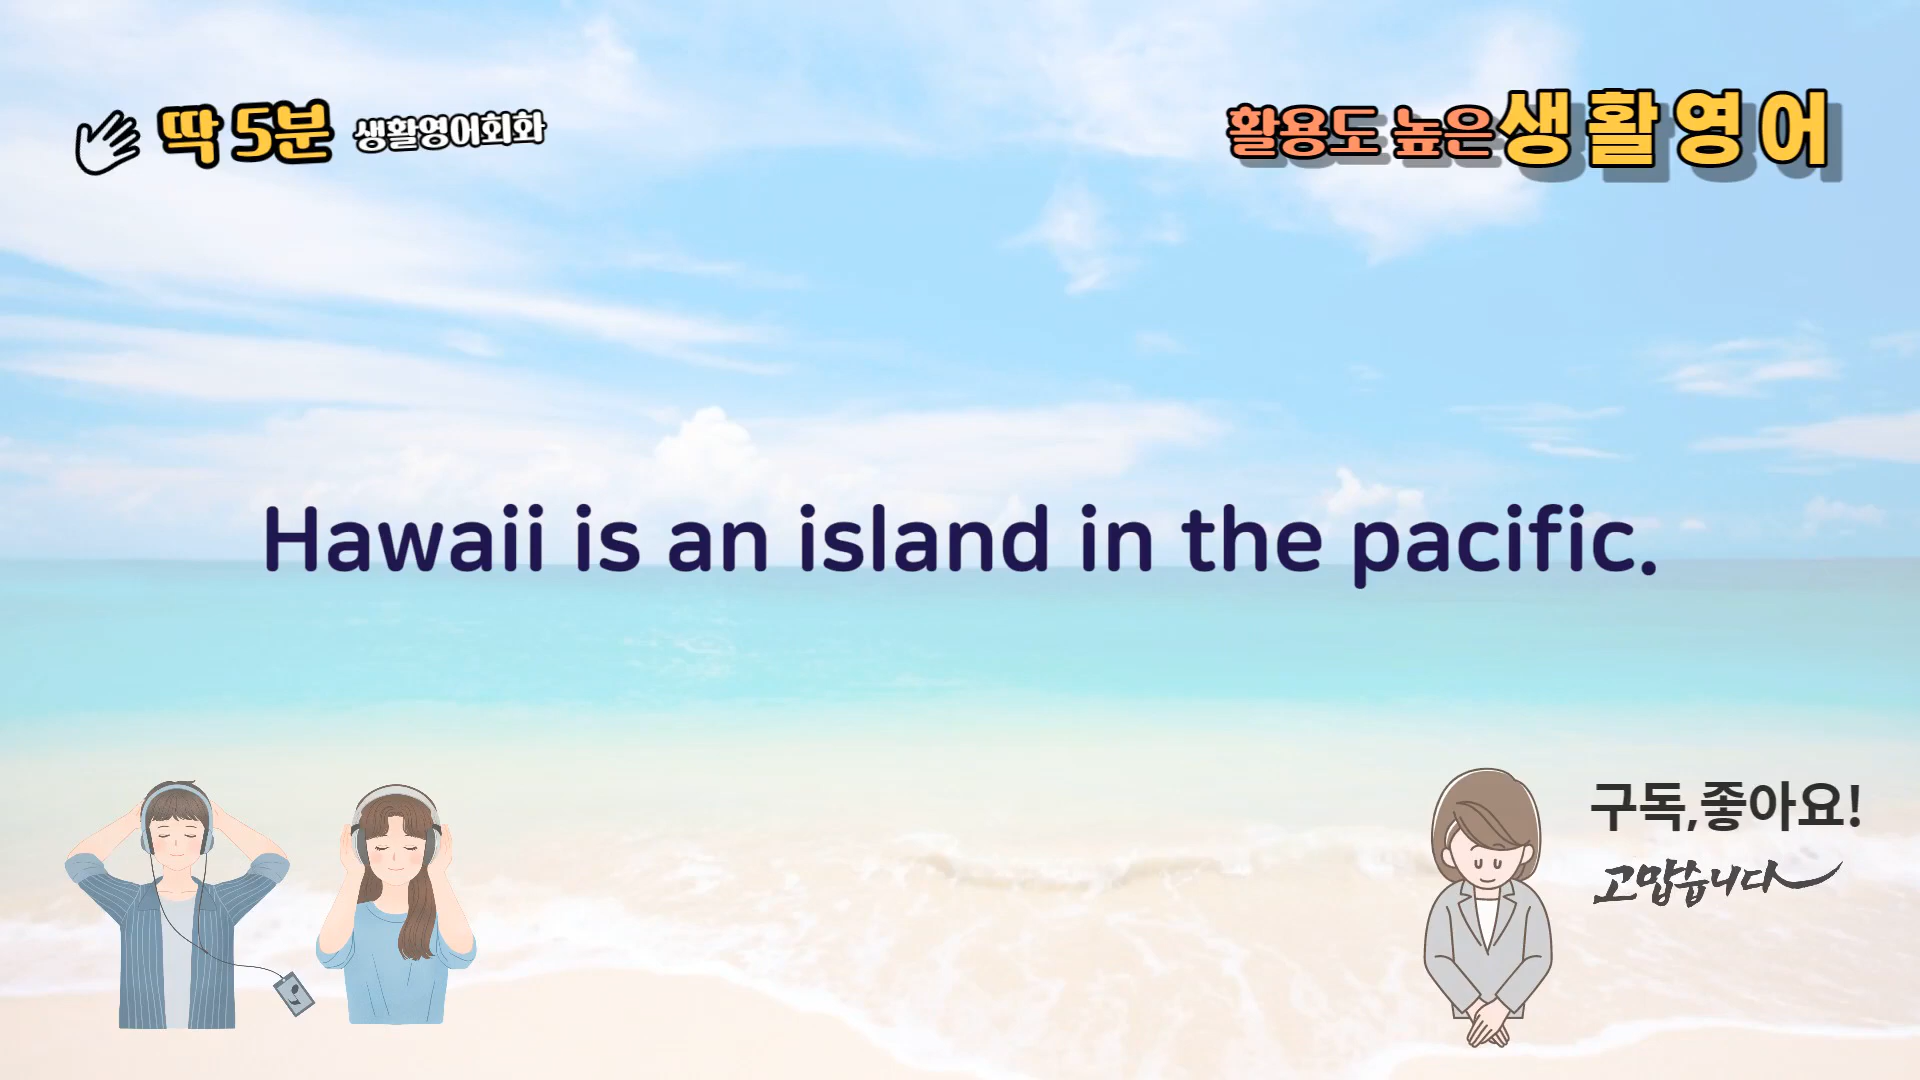 딱 5분 생활영어회화
활용도 높은생활영어
Hawaii is an island in the pacific.
구독,좋아요!
고맙습니다